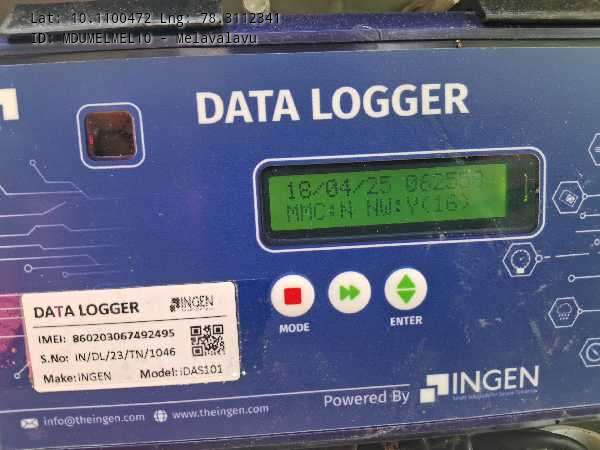 Lat: 10.1100472 Lng: 78.3112341
ID: MDUMELMEL10 - Melavalavu
DATA LOGGER
18/04/25
MMC:N NW:Y(16)
MODE
ENTER
DATA LOGGER
INGEN
IMEI: 860203067492495
S.No: iN/DL/23/TN/1046
Make:iNGEN Model:iDAS101
Powered By INGEN
info@theingen.com www.theingen.com